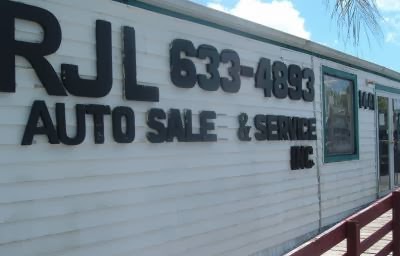 RJL 633-4893
AUTO SALE & SERVICE
INC